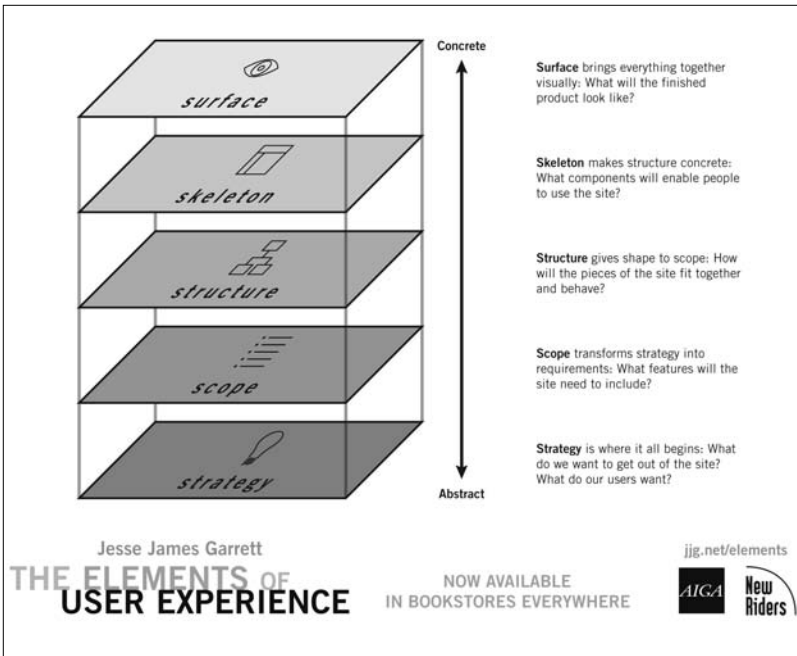 Concrete
surface
Surface brings everything together
visually: What will the finished
product look like?
skeleton
Skeleton makes structure concrete:
What components will enable people
to use the site?
structure
Structure gives shape to scope: How
will the pieces of the site fit together
and behave?
scope
Scope transforms strategy into
requirements: What features will the
site need to include?
strategy
Strategy is where it all begins: What
do we want to get out of the site?
What do our users want?
Abstract
Jesse James Garrett
THE ELEMENTS OF
USER EXPERIENCE
NOW AVAILABLE
IN BOOKSTORES EVERYWHERE
jjg.net/elements
AIGA
New
Riders